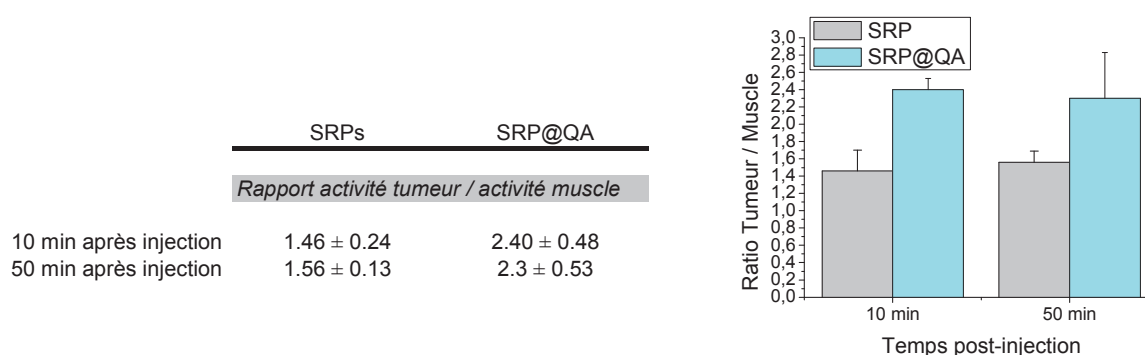 SRPs SRP@QA
Rapport activité tumeur / activité muscle
10 min après injection 1.46 ± 0.24 2.40 ± 0.48
50 min après injection 1.56 ± 0.13 2.3 ± 0.53
SRP
SRP@QA
Ratio Tumeur / Muscle
3,0
2,8
2,6
2,4
2,2
2,0
1,8
1,6
1,4
1,2
1,0
0,8
0,6
0,4
0,2
0,0
10 min 50 min
Temps post-injection